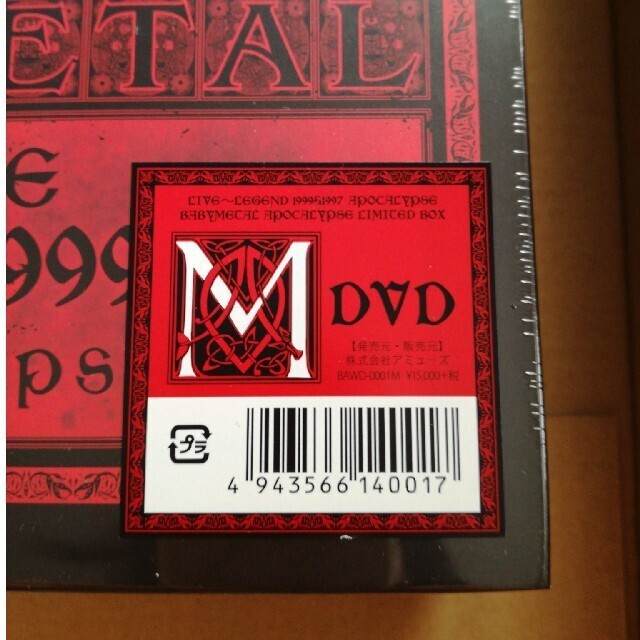 ETAL
E
999
ps
LIVE~LEGEND 1999&1997 APOCALYPSE
BABYMETAL APOCALYPSE LIMITED BOX
M
DVD
【発売元・販売元】
株式会社アミューズ
BAWD-0001M ¥15,000+税
プラ
4 943566 140017